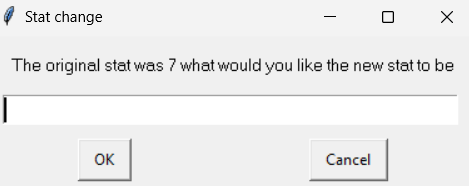 Stat change
The original stat was 7 what would you like the new stat to be
OK
Cancel